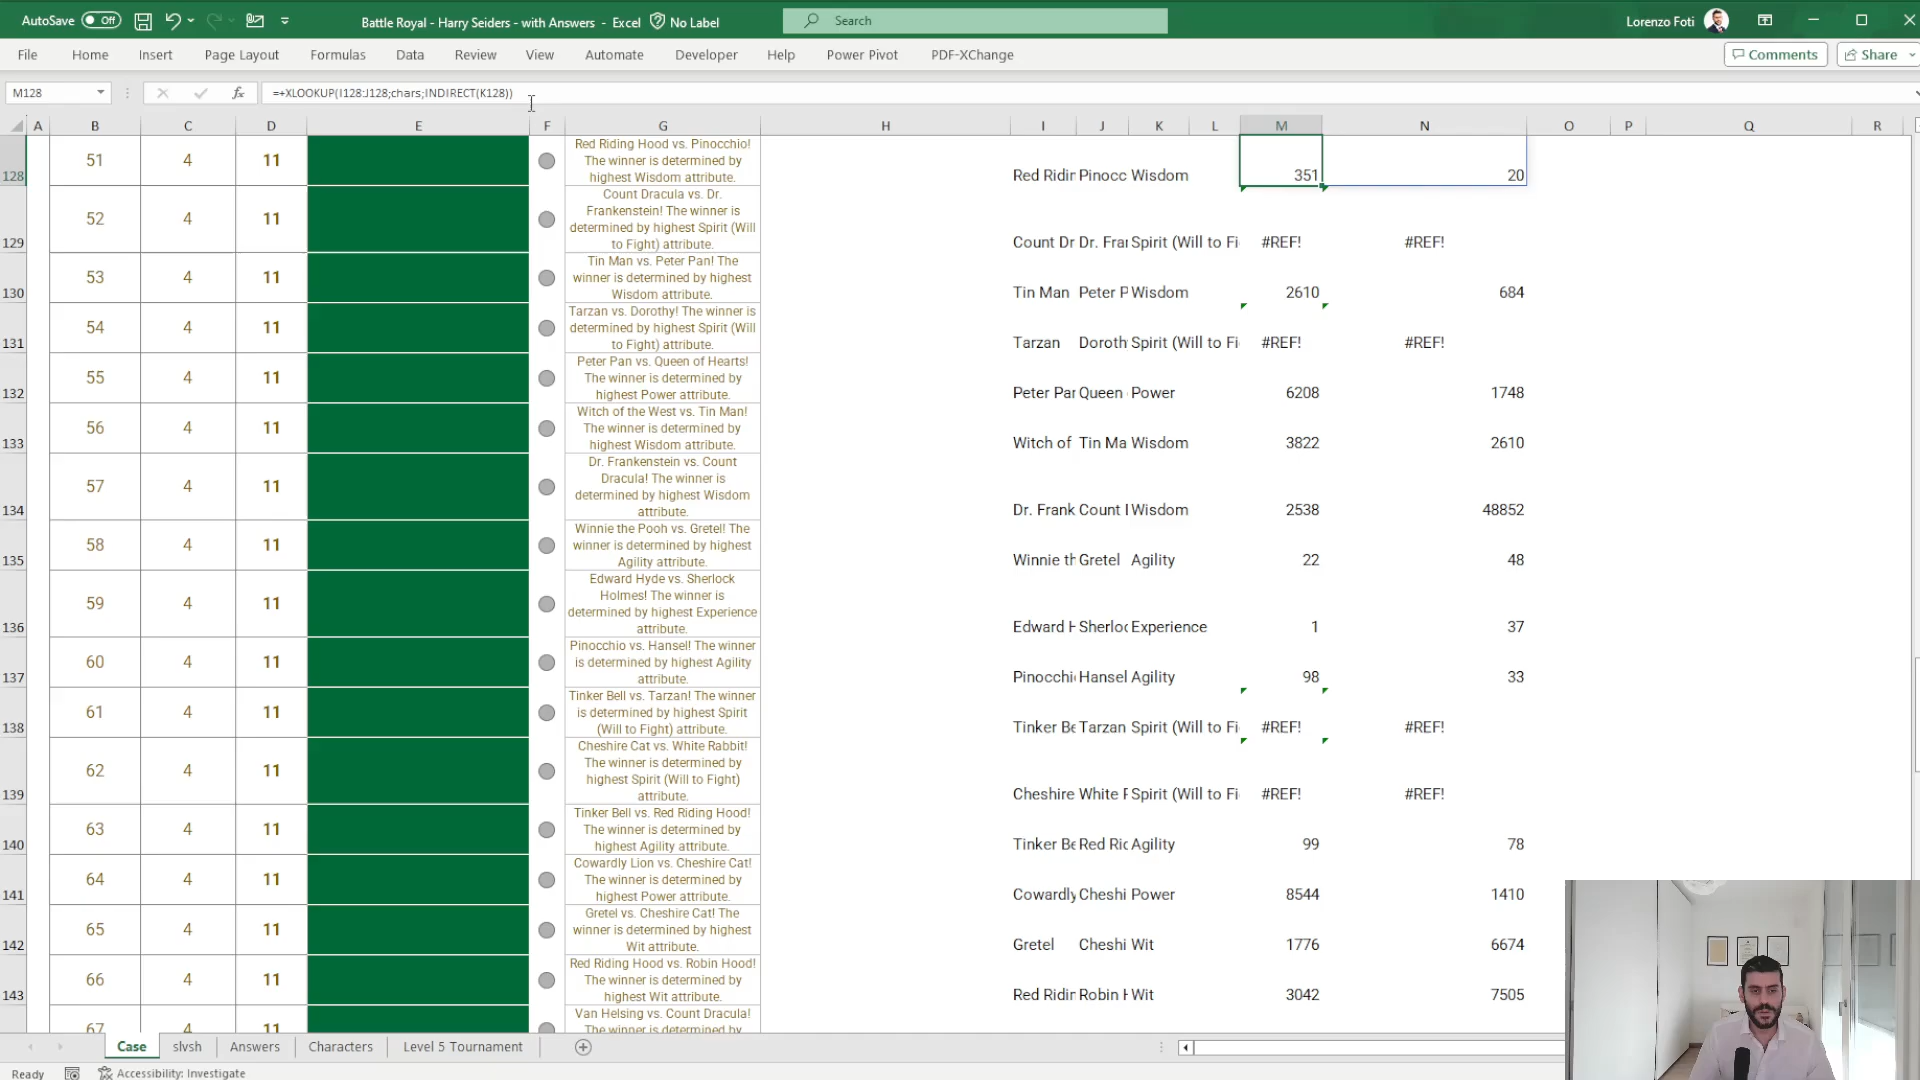 AutoSave Off Battle Royal - Harry Seiders - with Answers - Excel No Label Search Lorenzo Foti
File Home Insert Page Layout Formulas Data Review View Automate Developer Help Power Pivot PDF-XChange Comments Share
M128 fx =+XLOOKUP(I128:J128;chars;INDIRECT(K128))
A B C D E F G H I J K L M N O P Q R
128 51 4 11
Red Riding Hood vs. Pinocchio!
The winner is determined by
highest Wisdom attribute.
Red Ridir Pinocc Wisdom 351 20
129 52 4 11
Count Dracula vs. Dr.
Frankenstein! The winner is
determined by highest Spirit (Will
to Fight) attribute.
Count Dr Dr. Frar Spirit (Will to Fi #REF! #REF!
130 53 4 11
Tin Man vs. Peter Pan! The
winner is determined by highest
Wisdom attribute.
Tin Man Peter P Wisdom 2610 684
131 54 4 11
Tarzan vs. Dorothy! The winner is
determined by highest Spirit (Will
to Fight) attribute.
Tarzan Doroth Spirit (Will to Fi #REF! #REF!
132 55 4 11
Peter Pan vs. Queen of Hearts!
The winner is determined by
highest Power attribute.
Peter Par Queen Power 6208 1748
133 56 4 11
Witch of the West vs. Tin Man!
The winner is determined by
highest Wisdom attribute.
Witch of Tin Ma Wisdom 3822 2610
134 57 4 11
Dr. Frankenstein vs. Count
Dracula! The winner is
determined by highest Wisdom
attribute.
Dr. Frank Count I Wisdom 2538 48852
135 58 4 11
Winnie the Pooh vs. Gretel! The
winner is determined by highest
Agility attribute.
Winnie th Gretel Agility 22 48
136 59 4 11
Edward Hyde vs. Sherlock
Holmes! The winner is
determined by highest Experience
attribute.
Edward H Sherloc Experience 1 37
137 60 4 11
Pinocchio vs. Hansel! The winner
is determined by highest Agility
attribute.
Pinocchi Hansel Agility 98 33
138 61 4 11
Tinker Bell vs. Tarzan! The winner
is determined by highest Spirit
(Will to Fight) attribute.
Tinker Be Tarzan Spirit (Will to Fi #REF! #REF!
139 62 4 11
Cheshire Cat vs. White Rabbit!
The winner is determined by
highest Spirit (Will to Fight)
attribute.
Cheshire White F Spirit (Will to Fi #REF! #REF!
140 63 4 11
Tinker Bell vs. Red Riding Hood!
The winner is determined by
highest Agility attribute.
Tinker Be Red Ric Agility 99 78
141 64 4 11
Cowardly Lion vs. Cheshire Cat!
The winner is determined by
highest Power attribute.
Cowardly Cheshi Power 8544 1410
142 65 4 11
Gretel vs. Cheshire Cat! The
winner is determined by highest
Wit attribute.
Gretel Cheshi Wit 1776 6674
143 66 4 11
Red Riding Hood vs. Robin Hood!
The winner is determined by
highest Wit attribute.
Red Ridir Robin H Wit 3042 7505
67 4 11
Van Helsing vs. Count Dracula!
The winner is determined by
Case slvsh Answers Characters Level 5 Tournament
Ready Accessibility: Investigate